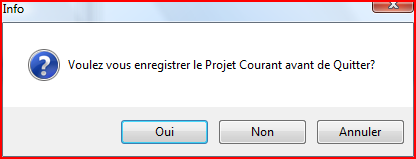 Info
Voulez vous enregistrer le Projet Courant avant de Quitter?
Oui
Non
Annuler